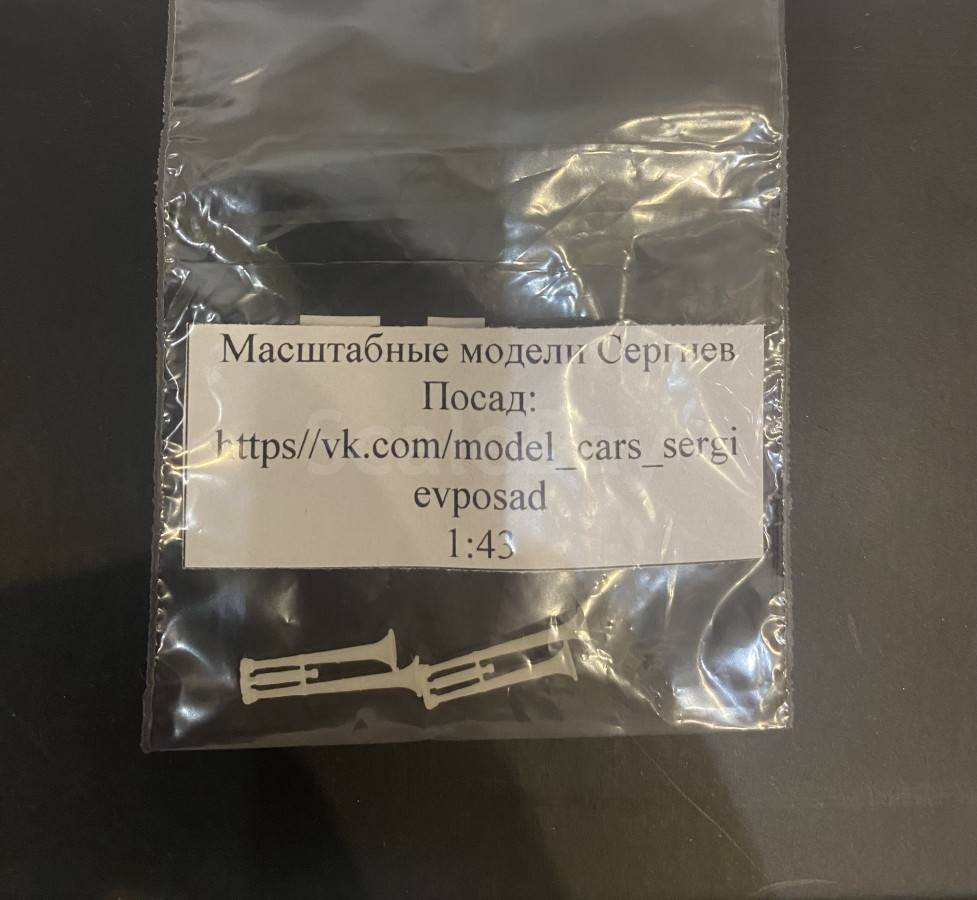 Масштабные модели Сергиев
Посад:
https//vk.com/model_cars_sergi
evposad
1:43